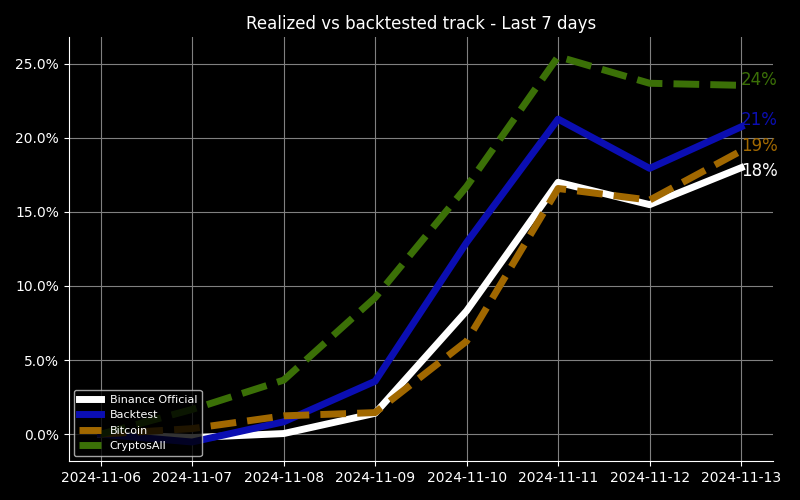 Realized vs backtested track - Last 7 days
25.0%
20.0%
15.0%
10.0%
5.0%
0.0%
24%
21%
19%
18%
Binance Official
Backtest
Bitcoin
CryptosAll
2024-11-06 2024-11-07 2024-11-08 2024-11-09 2024-11-10 2024-11-11 2024-11-12 2024-11-13